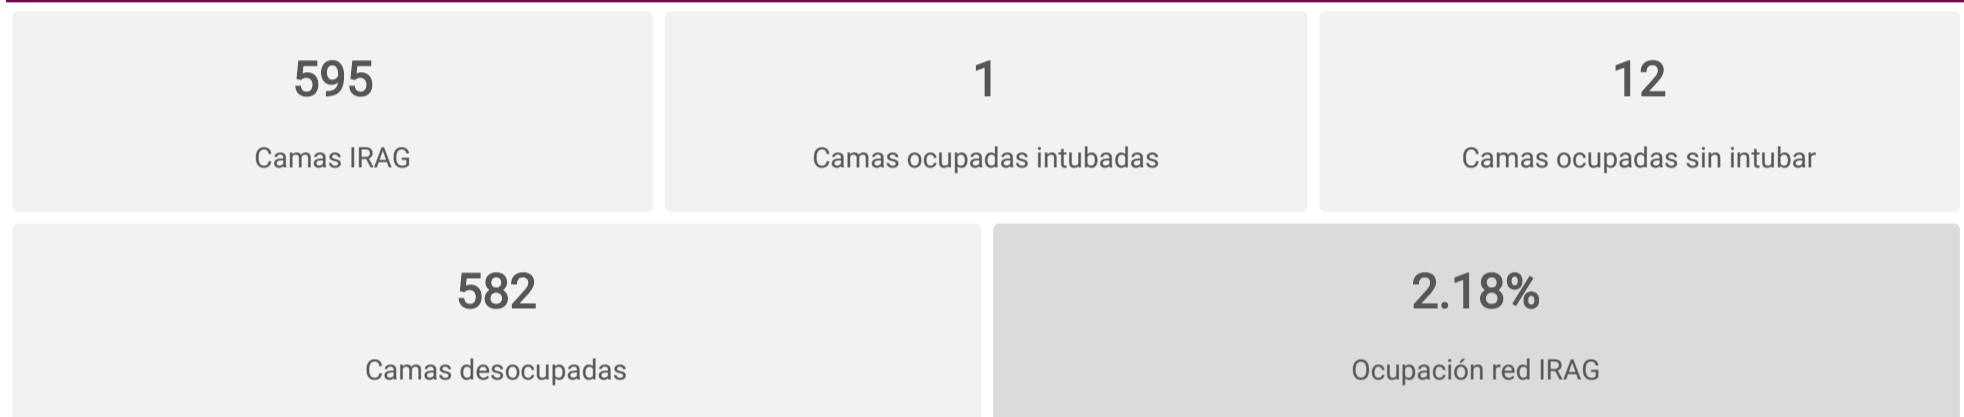 595
Camas IRAG
1
Camas ocupadas intubadas
12
Camas ocupadas sin intubar
582
Camas desocupadas
2.18%
Ocupación red IRAG